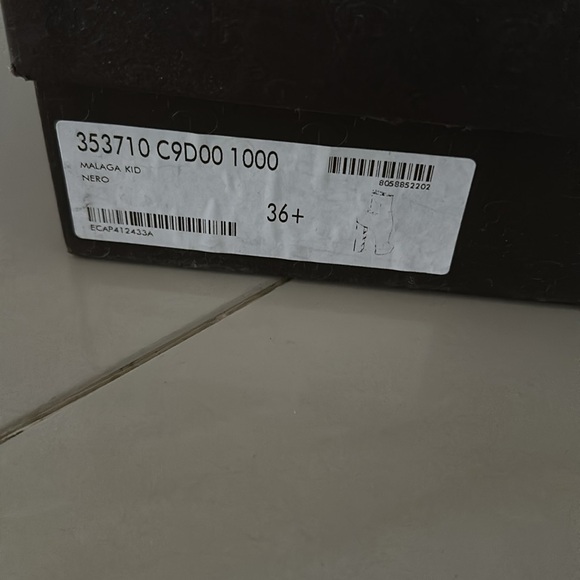 353710 C9D00 1000
MALAGA KID
NERO
8058852202
36+
ECAP412433A